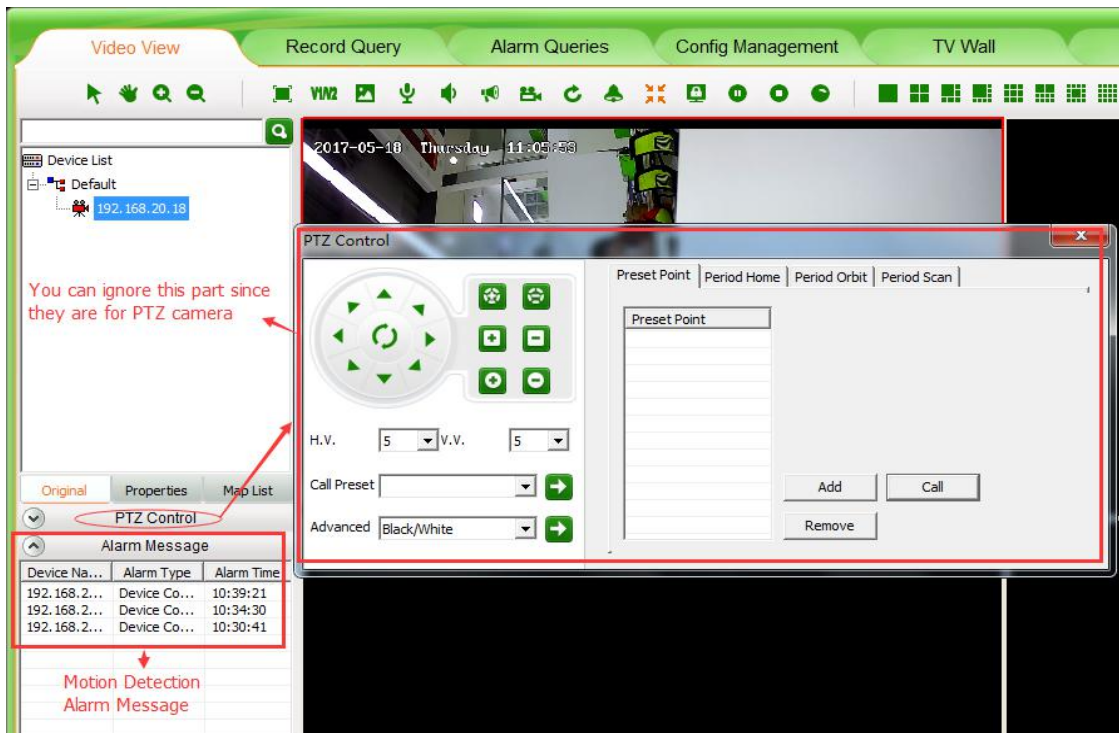 Video View
Record Query
Alarm Queries
Config Management
TV Wall
V1/V2
Device List
Default
192.168.20.18
2017-05-18 Thursday 11:05:53
You can ignore this part since
they are for PTZ camera
PTZ Control
x
Preset Point
Period Home
Period Orbit
Period Scan
Preset Point
H.V.
5
V.V.
5
Call Preset
Advanced
Black/White
Add
Call
Remove
Original
Properties
Map List
PTZ Control
Alarm Message
Device Na...
Alarm Type
Alarm Time
192.168.2...
Device Co...
10:39:21
192.168.2...
Device Co...
10:34:30
192.168.2...
Device Co...
10:30:41
Motion Detection
Alarm Message